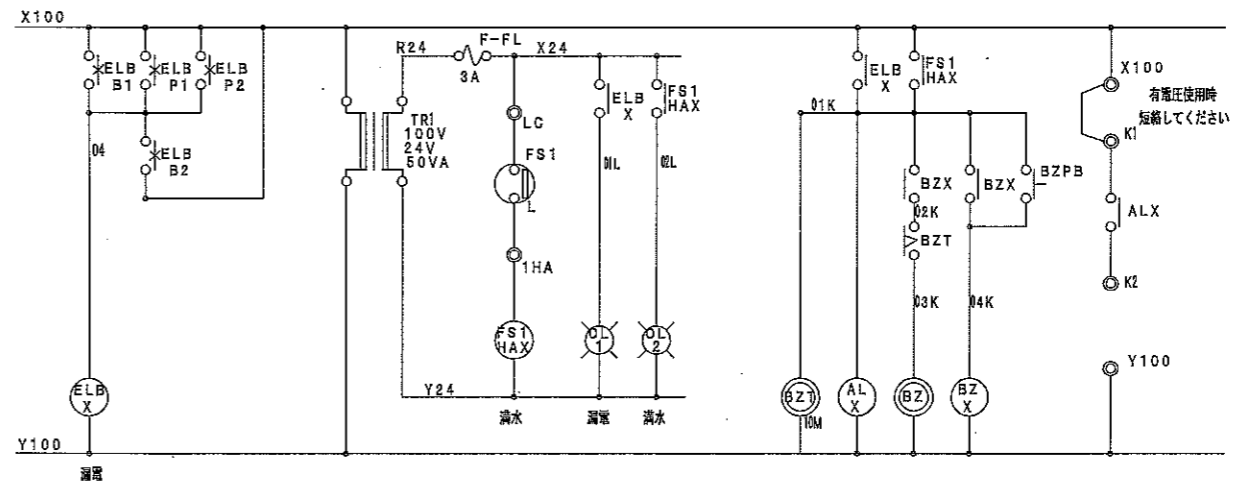 X100
ELB
B1
ELB
P1
ELB
P2
ELB
B2
04
ELB
X
Y100
漏電
TR1
100V
24V
50VA
R24
F-FL
3A
X24
LC
FS1
L
1HA
FS1
HAX
ELB
X
01L
FS1
HAX
02L
OL
1
OL
2
Y24
満水
漏電
満水
ELB
X
FS1
HAX
01K
BZX
02K
BZT
03K
BZX
04K
BZPB
BZT
10M
AL
X
BZ
BZ
X
X100
有電圧使用時
短絡してください
K1
ALX
K2
Y100